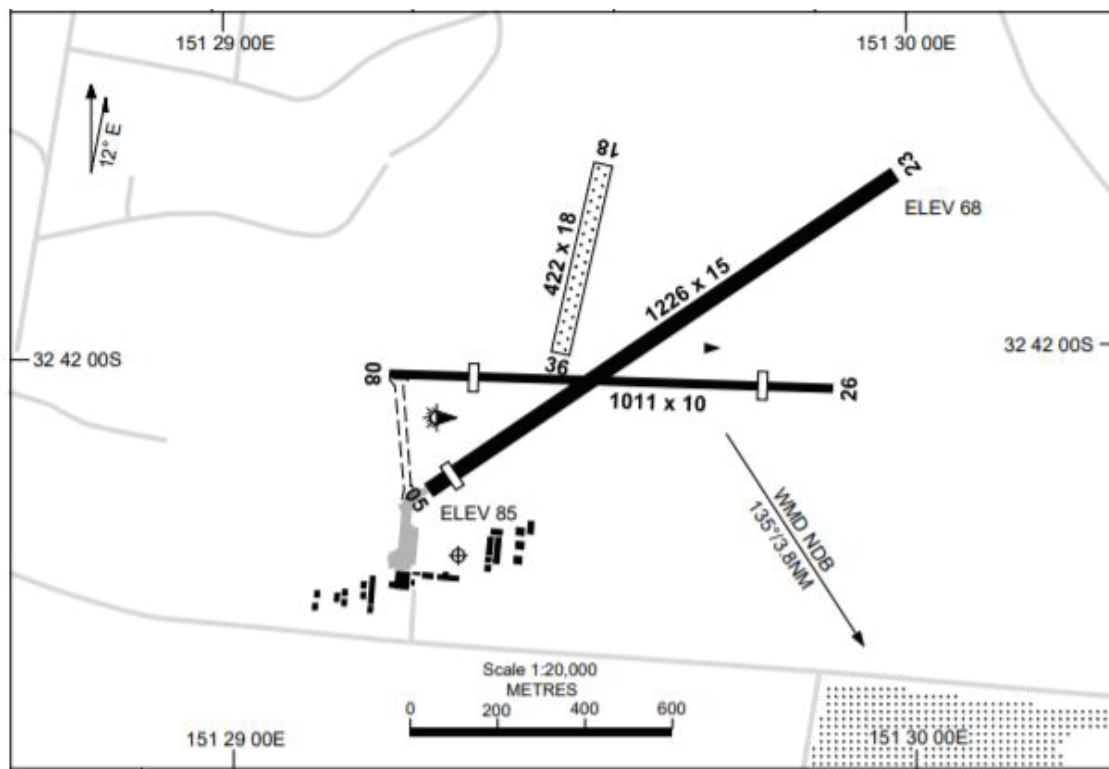 151 29 00E
151 30 00E
12° E
18
23
ELEV 68
422 x 18
1226 x 15
32 42 00S
32 42 00S
36
08
26
1011 x 10
05
ELEV 85
WMD NDB
135°/3.8NM
Scale 1:20,000
METRES
0 200 400 600
151 29 00E
151 30 00E